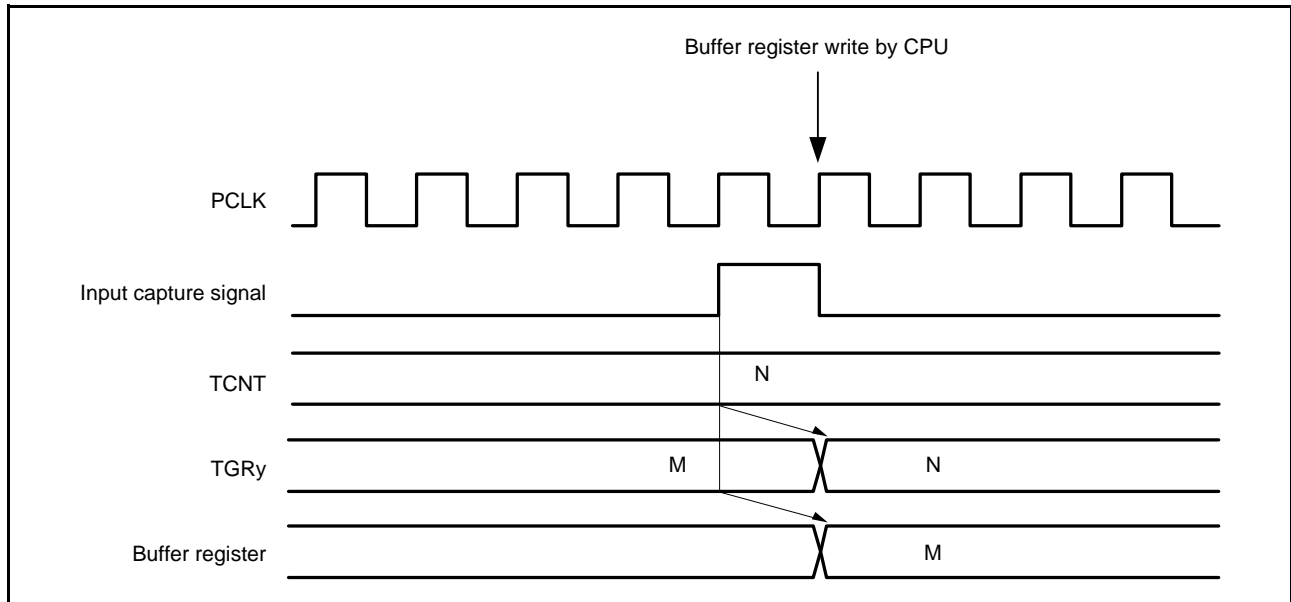 Buffer register write by CPU
PCLK
Input capture signal
TCNT
N
TGRy
M
N
Buffer register
M